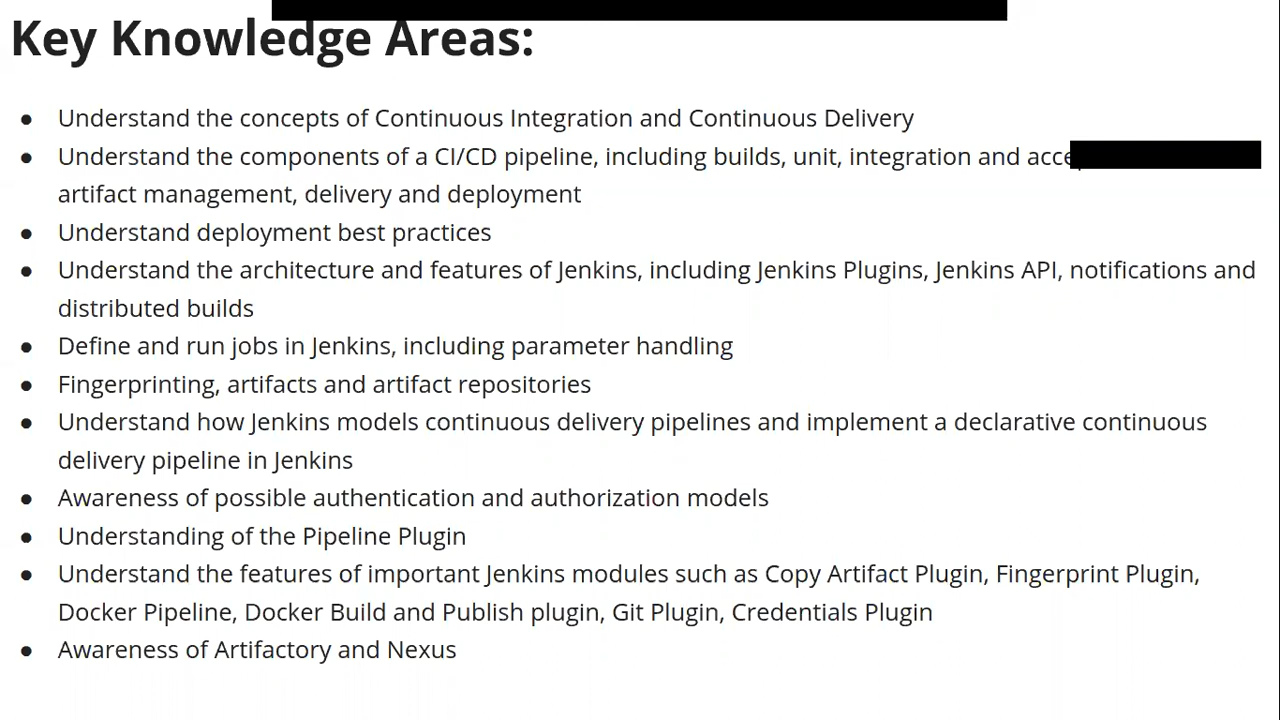 Key Knowledge Areas:
● Understand the concepts of Continuous Integration and Continuous Delivery
● Understand the components of a CI/CD pipeline, including builds, unit, integration and
artifact management, delivery and deployment
● Understand deployment best practices
● Understand the architecture and features of Jenkins, including Jenkins Plugins, Jenkins API, notifications and
distributed builds
● Define and run jobs in Jenkins, including parameter handling
● Fingerprinting, artifacts and artifact repositories
● Understand how Jenkins models continuous delivery pipelines and implement a declarative continuous
delivery pipeline in Jenkins
● Awareness of possible authentication and authorization models
● Understanding of the Pipeline Plugin
● Understand the features of important Jenkins modules such as Copy Artifact Plugin, Fingerprint Plugin,
Docker Pipeline, Docker Build and Publish plugin, Git Plugin, Credentials Plugin
● Awareness of Artifactory and Nexus